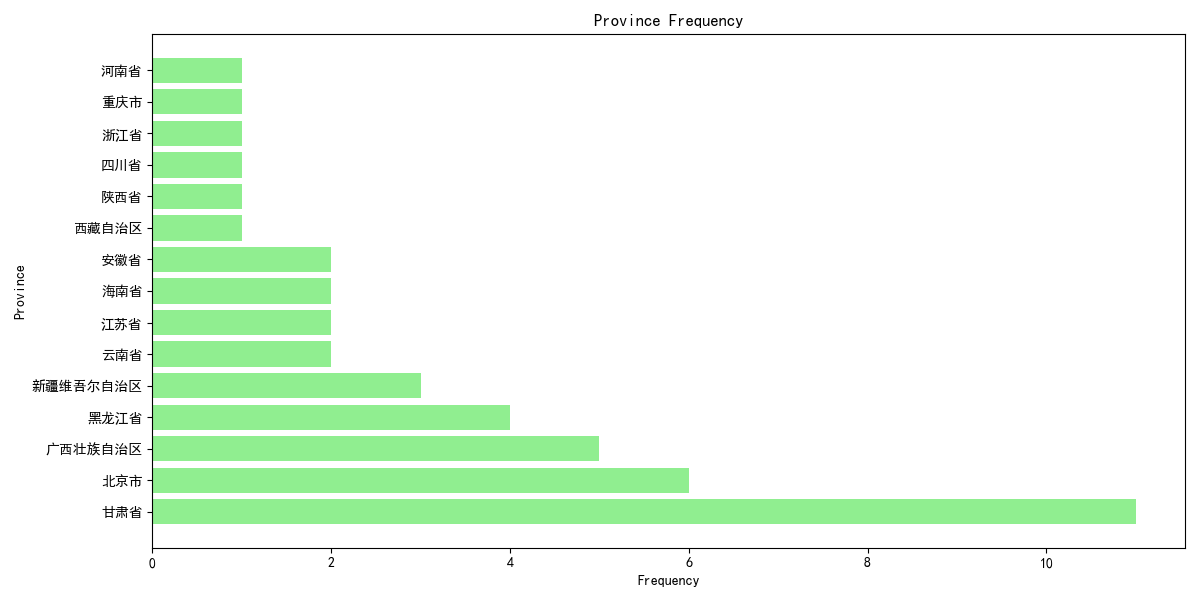 Province Frequency
河南省
重庆市
浙江省
四川省
陕西省
西藏自治区
安徽省
海南省
江苏省
云南省
新疆维吾尔自治区
黑龙江省
广西壮族自治区
北京市
甘肃省
Province
0 2 4 6 8 10
Frequency